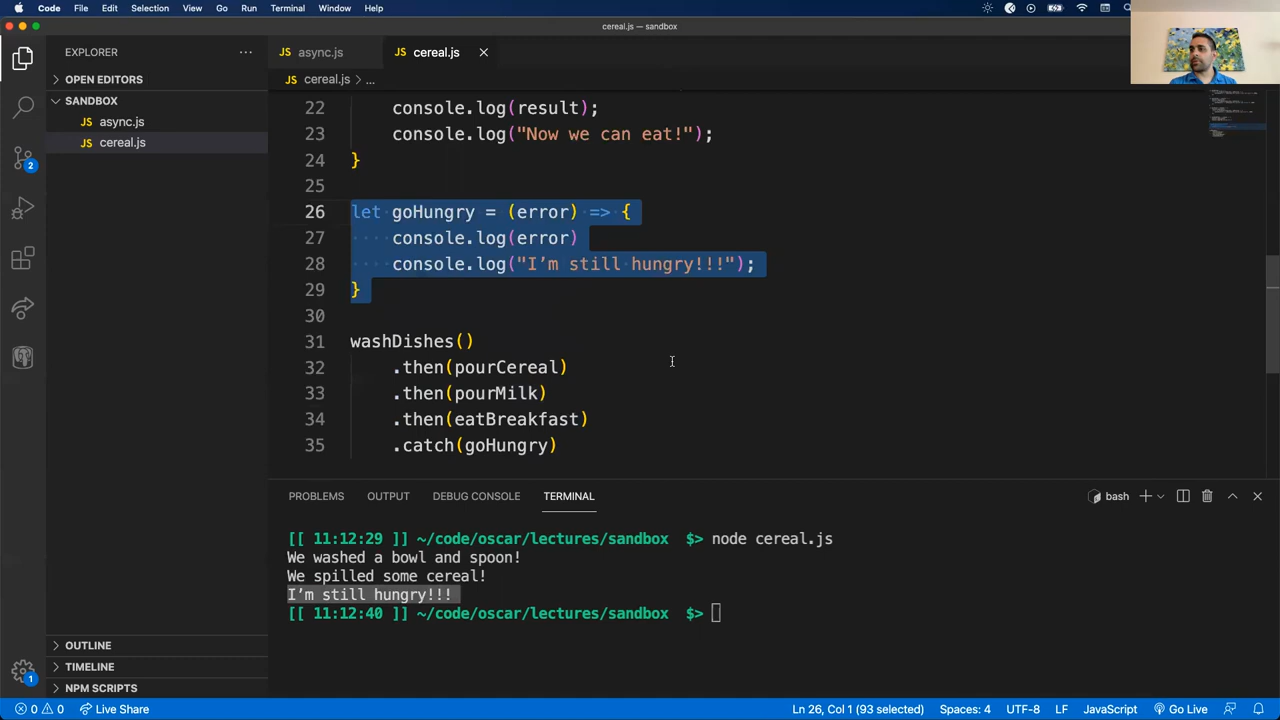 Code File Edit Selection View Go Run Terminal Window Help
cereal.js — sandbox
EXPLORER
JS async.js JS cereal.js
OPEN EDITORS
JS cereal.js > ...
SANDBOX
JS async.js
JS cereal.js
22 console.log(result);
23 console.log("Now we can eat!");
24 }
25
26 let goHungry = (error) => {
27 console.log(error)
28 console.log("I’m still hungry!!!");
29 }
30
31 washDishes()
32 .then(pourCereal)
33 .then(pourMilk)
34 .then(eatBreakfast)
35 .catch(goHungry)
2
PROBLEMS OUTPUT DEBUG CONSOLE TERMINAL
bash
[[ 11:12:29 ]] ~/code/oscar/lectures/sandbox $> node cereal.js
We washed a bowl and spoon!
We spilled some cereal!
I’m still hungry!!!
[[ 11:12:40 ]] ~/code/oscar/lectures/sandbox $>
OUTLINE
TIMELINE
NPM SCRIPTS
1
0 0 Live Share
Ln 26, Col 1 (93 selected) Spaces: 4 UTF-8 LF JavaScript Go Live